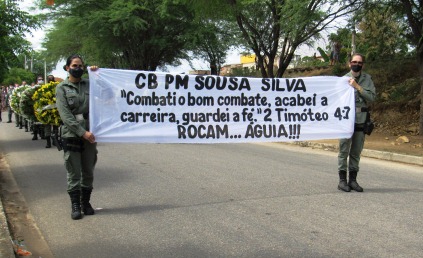 CB PM SOUSA SILVA
"Combati o bom combate, acabei a
carreira, guardei a fé." 2 Timóteo 4:7
ROCAM... ÁGUIA!!!